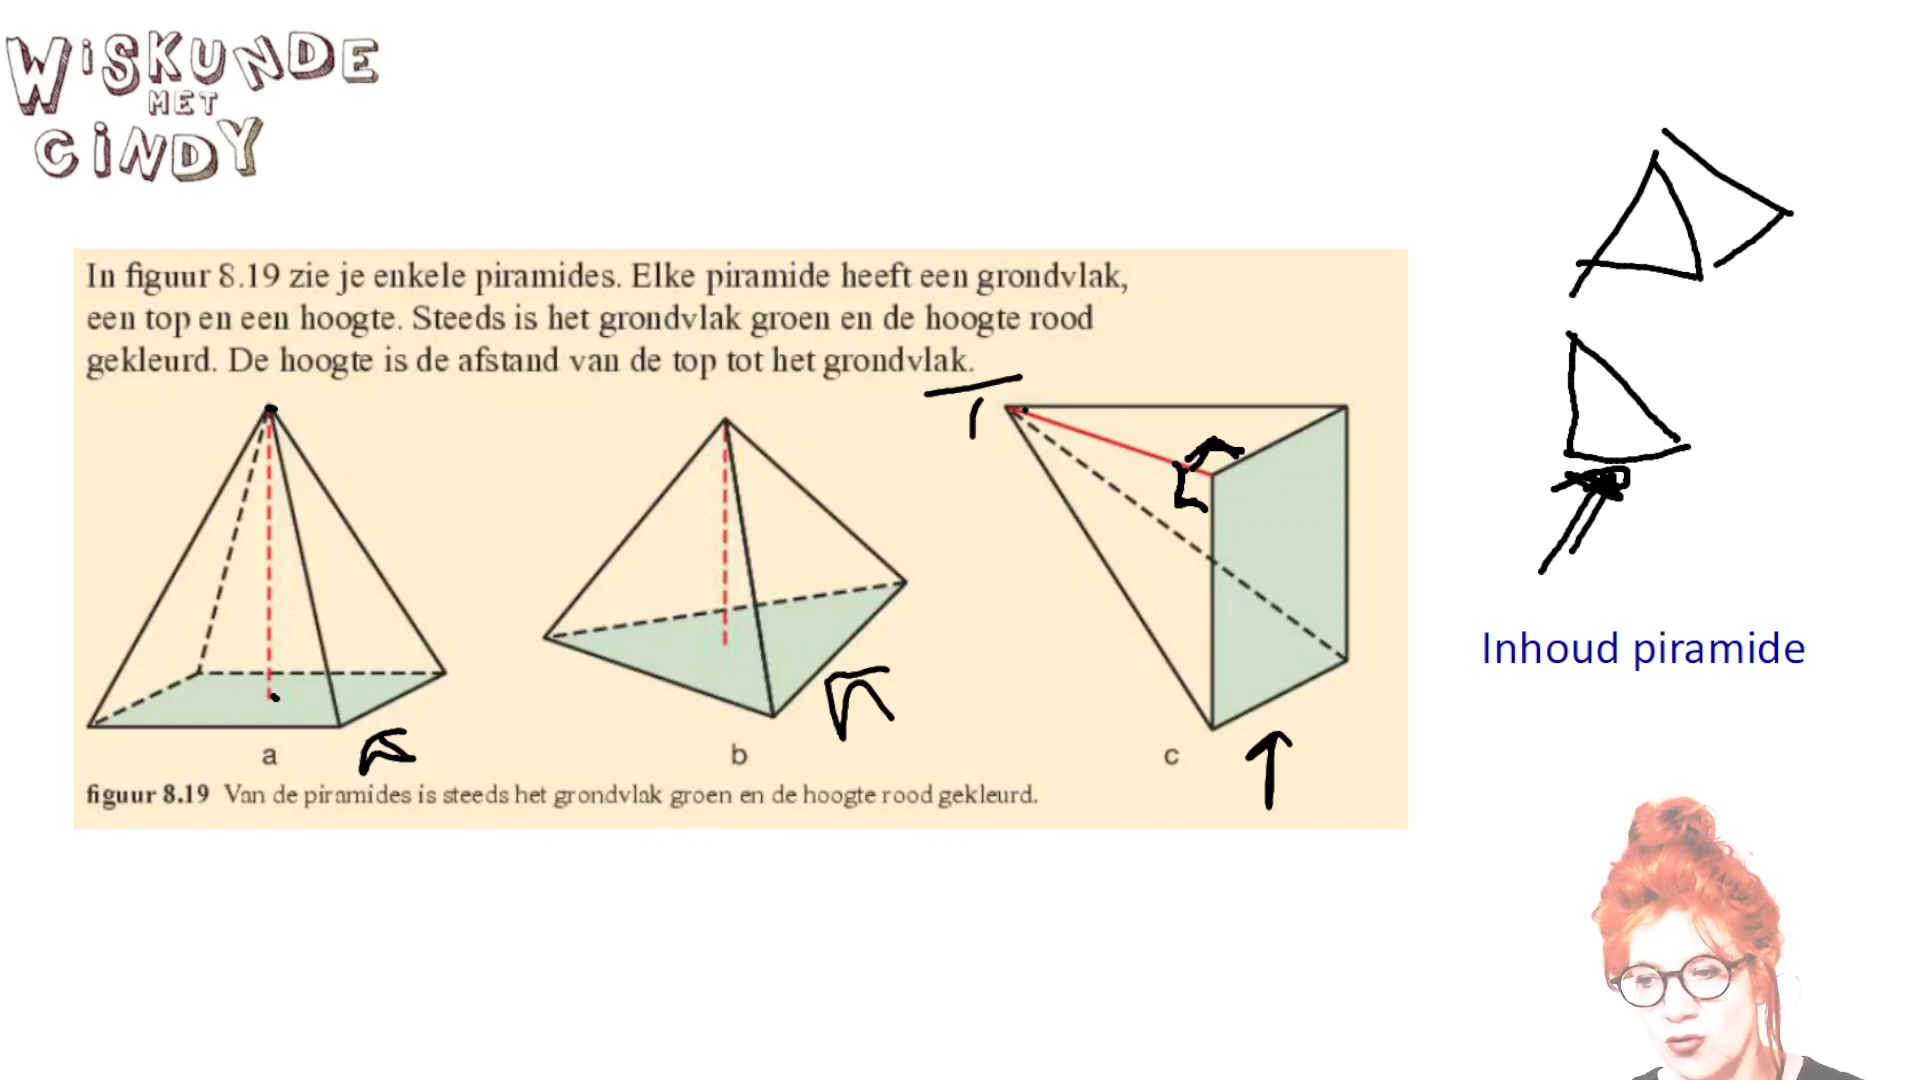 WiSKUNDE
MET
CiNDY
In figuur 8.19 zie je enkele piramides. Elke piramide heeft een grondvlak,
een top en een hoogte. Steeds is het grondvlak groen en de hoogte rood
gekleurd. De hoogte is de afstand van de top tot het grondvlak.
T
a
b
c
figuur 8.19 Van de piramides is steeds het grondvlak groen en de hoogte rood gekleurd.
Inhoud piramide